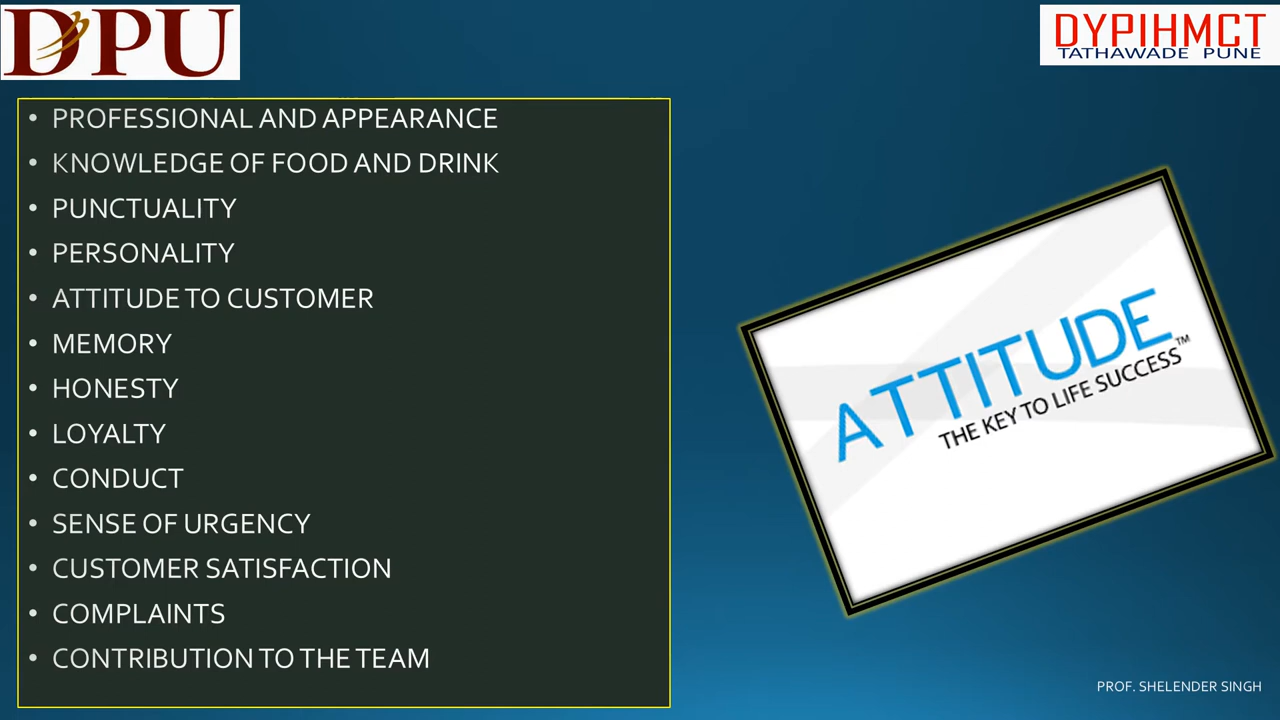 DPU
DYPIHMCT
TATHAWADE PUNE
• PROFESSIONAL AND APPEARANCE
• KNOWLEDGE OF FOOD AND DRINK
• PUNCTUALITY
• PERSONALITY
• ATTITUDE TO CUSTOMER
• MEMORY
• HONESTY
• LOYALTY
• CONDUCT
• SENSE OF URGENCY
• CUSTOMER SATISFACTION
• COMPLAINTS
• CONTRIBUTION TO THE TEAM
ATTITUDE™
THE KEY TO LIFE SUCCESS
PROF. SHELENDER SINGH